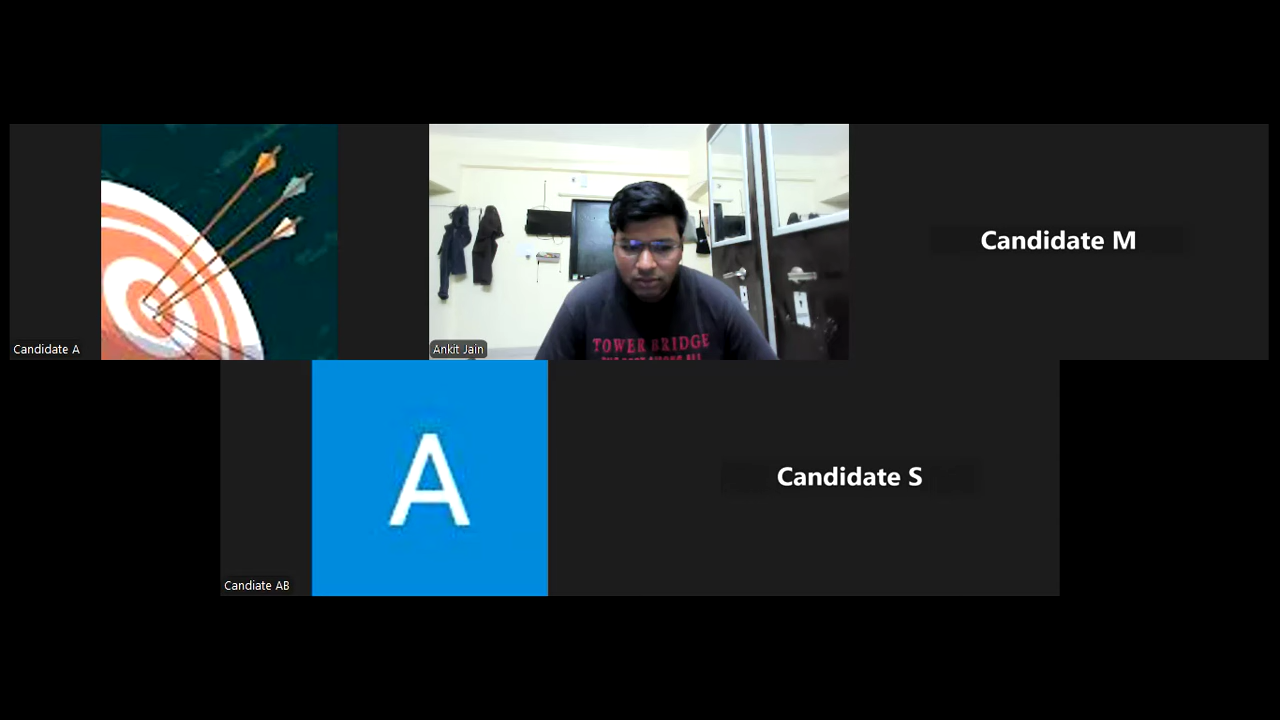 Candidate A
Ankit Jain
TOWER BRIDGE
Candidate M
A
Candiate AB
Candidate S